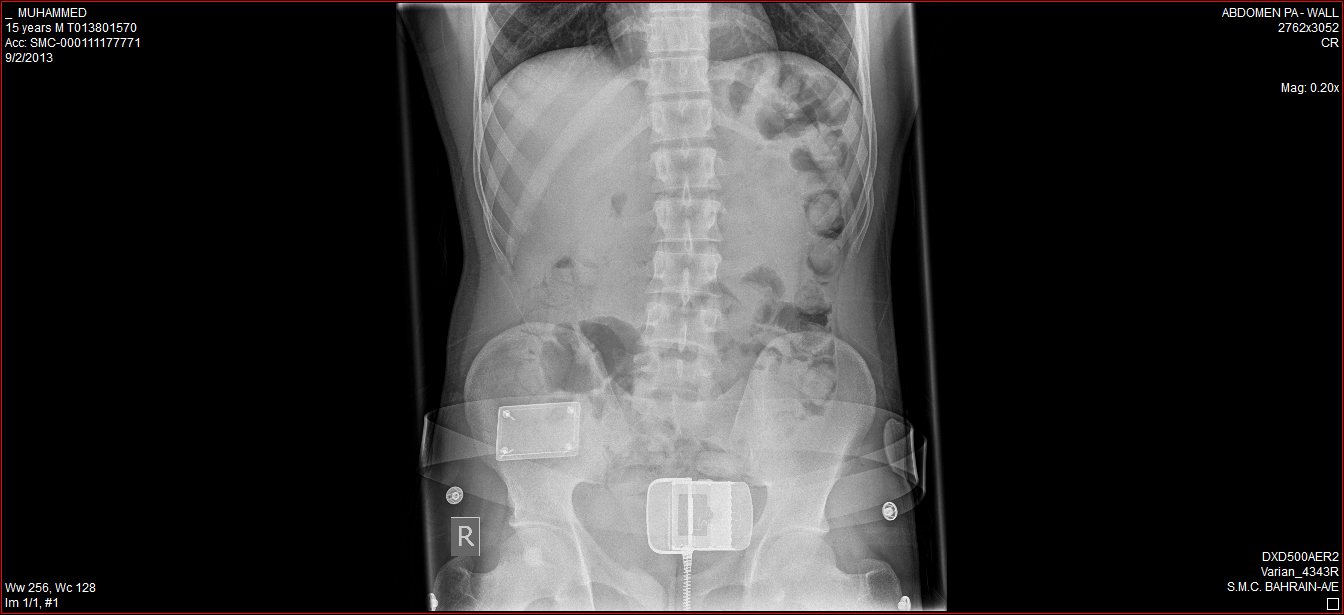 _ MUHAMMED
15 years M T013801570
Acc: SMC-000111177771
9/2/2013
ABDOMEN PA - WALL
2762x3052
CR
Mag: 0.20x
R
Ww 256, Wc 128
Im 1/1, #1
DXD500AER2
Varian_4343R
S.M.C. BAHRAIN-A/E